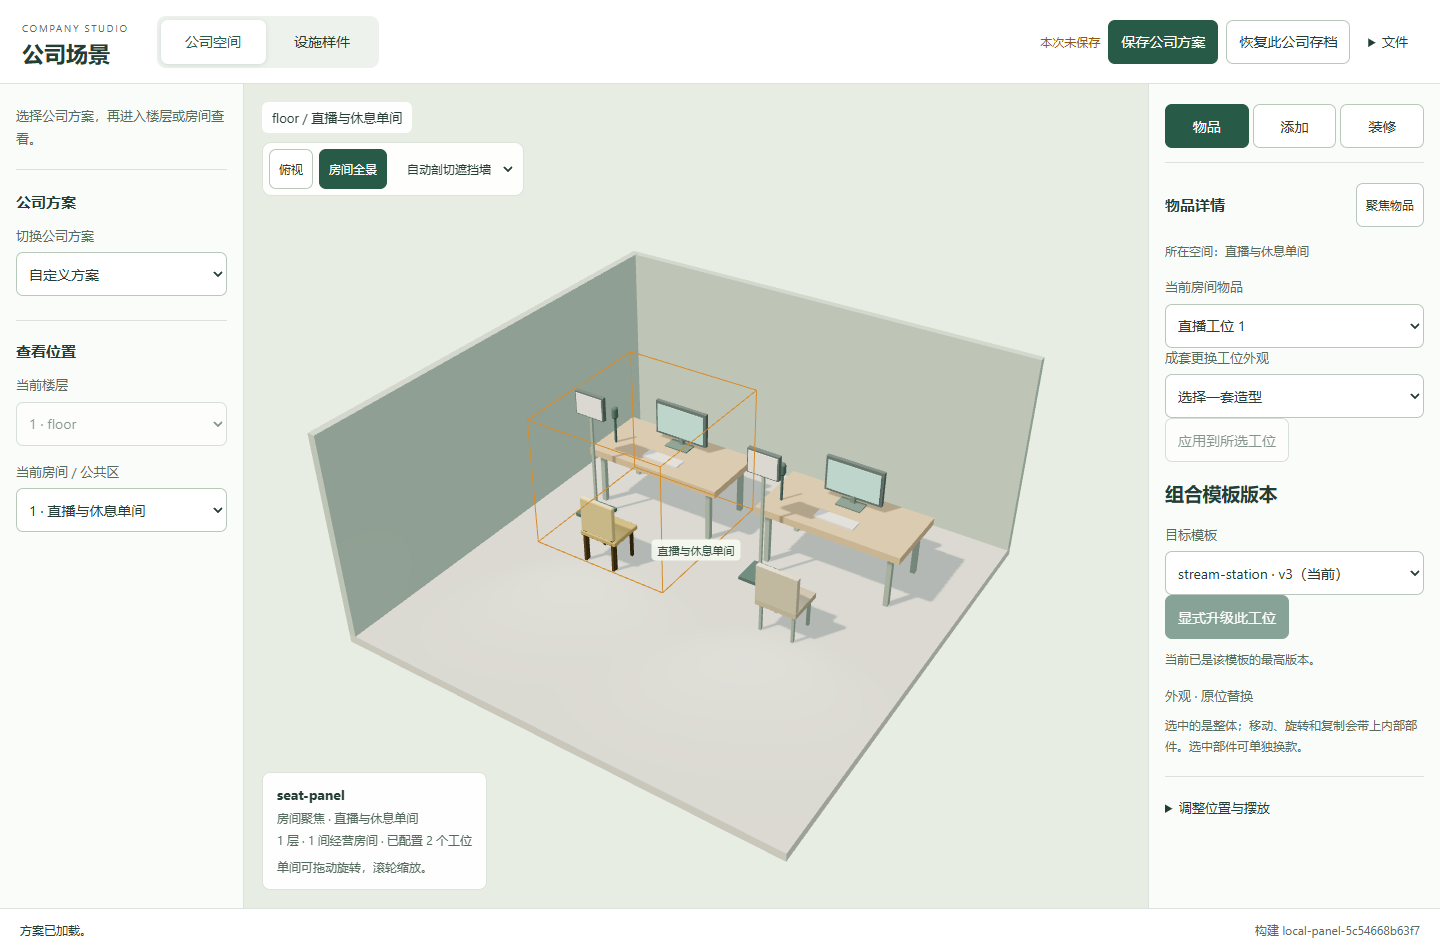 COMPANY STUDIO
公司场景
公司空间
设施样件
本次未保存
保存公司方案
恢复此公司存档
▶ 文件
选择公司方案，再进入楼层或房间查
看。
公司方案
切换公司方案
自定义方案
查看位置
当前楼层
1 · floor
当前房间 / 公共区
1 · 直播与休息单间
floor / 直播与休息单间
俯视
房间全景
自动剖切遮挡墙
直播与休息单间
seat-panel
房间聚焦 · 直播与休息单间
1 层 · 1 间经营房间 · 已配置 2 个工位
单间可拖动旋转，滚轮缩放。
物品
添加
装修
物品详情
聚焦物品
所在空间：直播与休息单间
当前房间物品
直播工位 1
成套更换工位外观
选择一套造型
应用到所选工位
组合模板版本
目标模板
stream-station · v3（当前）
显式升级此工位
当前已是该模板的最高版本。
外观 · 原位替换
选中的是整体；移动、旋转和复制会带上内部部
件。选中部件可单独换款。
▶ 调整位置与摆放
方案已加载。
构建 local-panel-5c54668b63f7